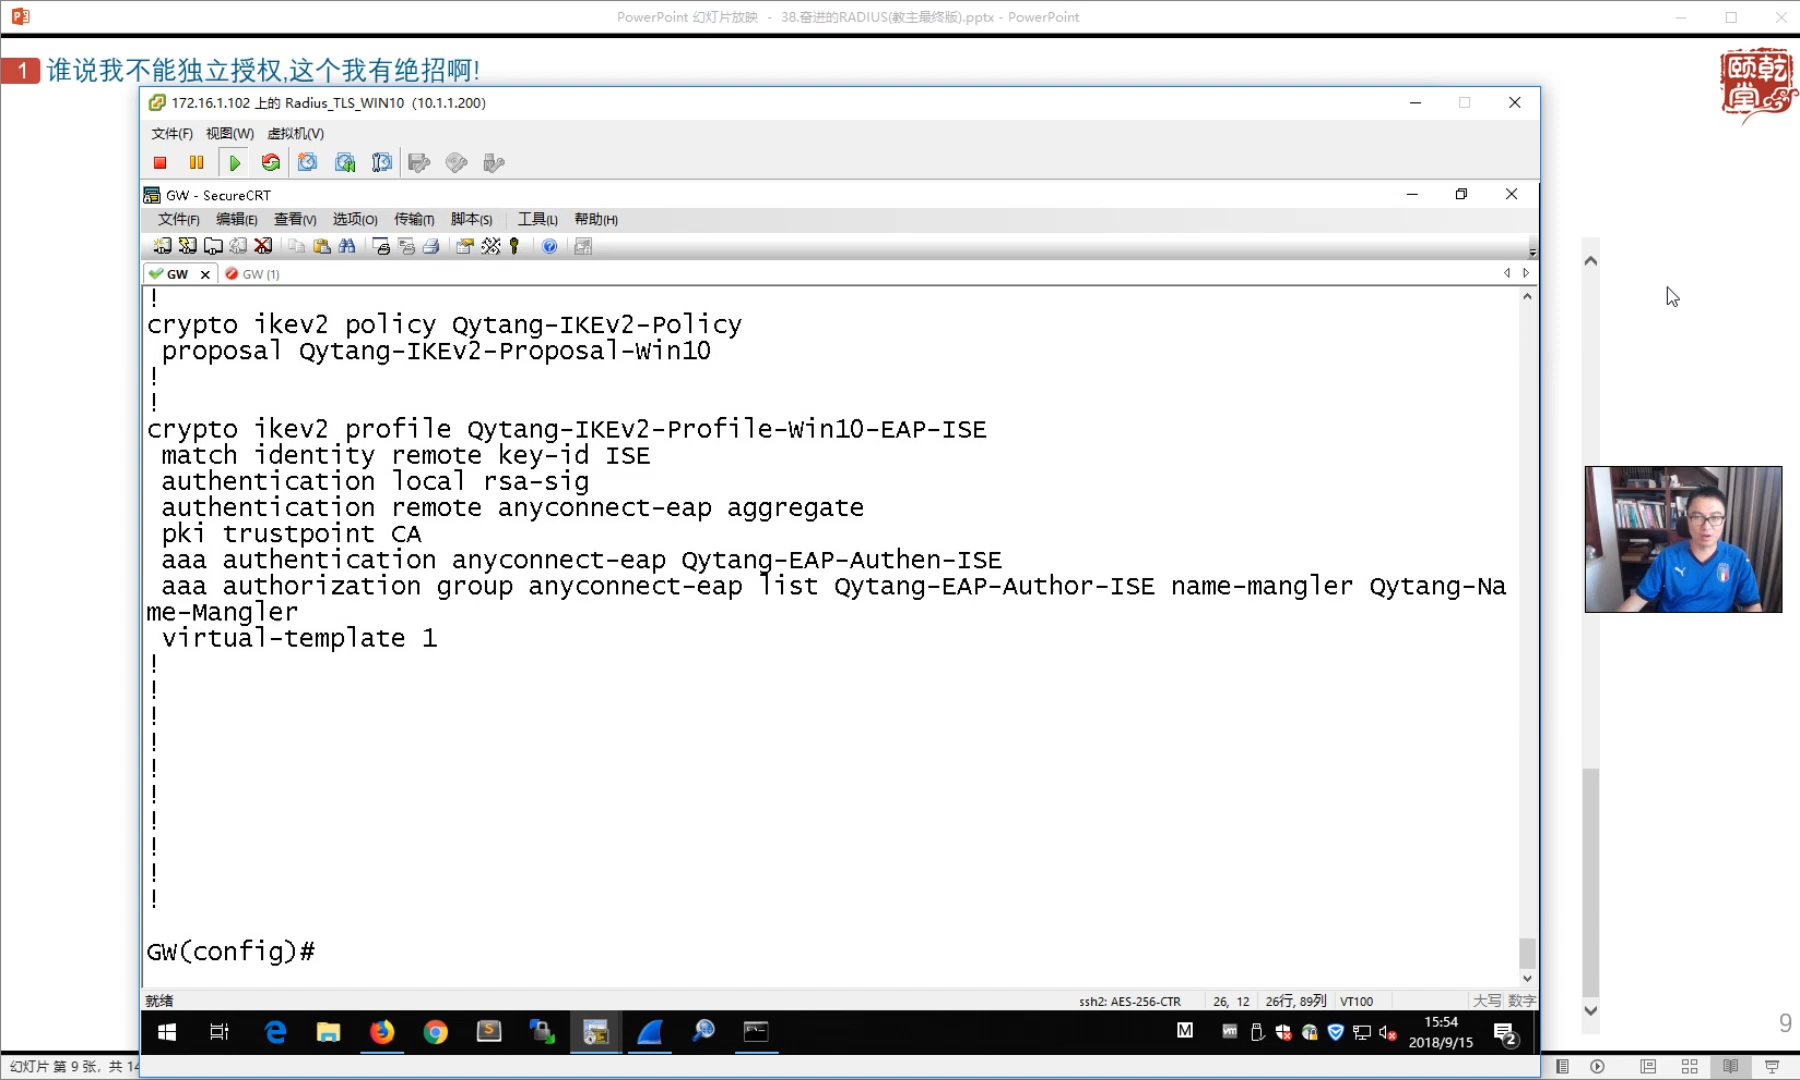 PowerPoint 幻灯片放映 - 38.奋进的RADIUS(教主最终版).pptx - PowerPoint
1 谁说我不能独立授权,这个我有绝招啊!
颐乾堂
172.16.1.102 上的 Radius_TLS_WIN10 (10.1.1.200)
文件(F) 视图(W) 虚拟机(V)
GW - SecureCRT
文件(F) 编辑(E) 查看(V) 选项(O) 传输(T) 脚本(S) 工具(L) 帮助(H)
GW GW (1)
!
crypto ikev2 policy Qytang-IKEv2-Policy
proposal Qytang-IKEv2-Proposal-Win10
!
!
crypto ikev2 profile Qytang-IKEv2-Profile-Win10-EAP-ISE
match identity remote key-id ISE
authentication local rsa-sig
authentication remote anyconnect-eap aggregate
pki trustpoint CA
aaa authentication anyconnect-eap Qytang-EAP-Authen-ISE
aaa authorization group anyconnect-eap list Qytang-EAP-Author-ISE name-mangler Qytang-Na
me-Mangler
virtual-template 1
!
!
!
!
!
!
!
!
!
!
GW(config)#
就绪 ssh2: AES-256-CTR 26, 12 26行, 89列 VT100 大写 数字
15:54
2018/9/15
2
9
幻灯片 第 9 张，共 14